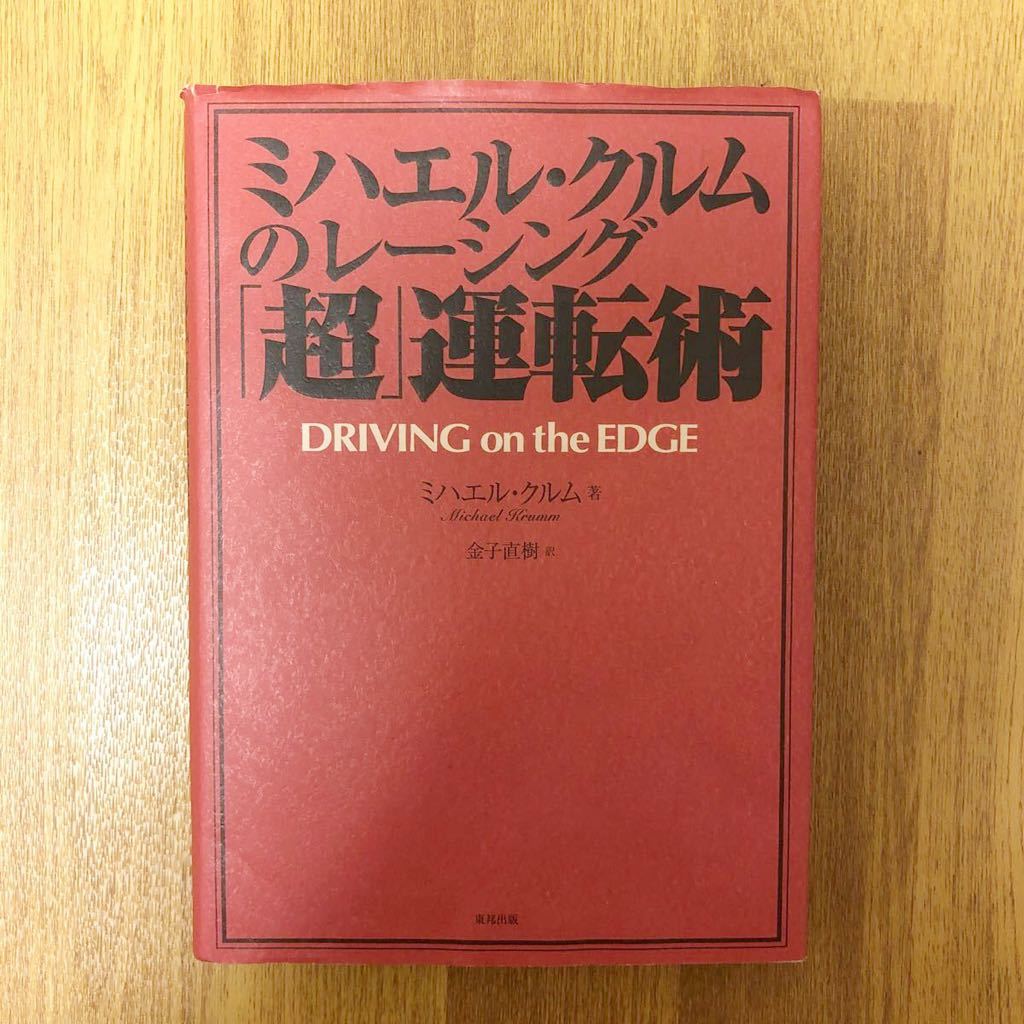 ミハエル・クルム
のレーシング
「超」運転術
DRIVING on the EDGE
ミハエル・クルム 著
Michael Krumm
金子直樹 訳
東邦出版